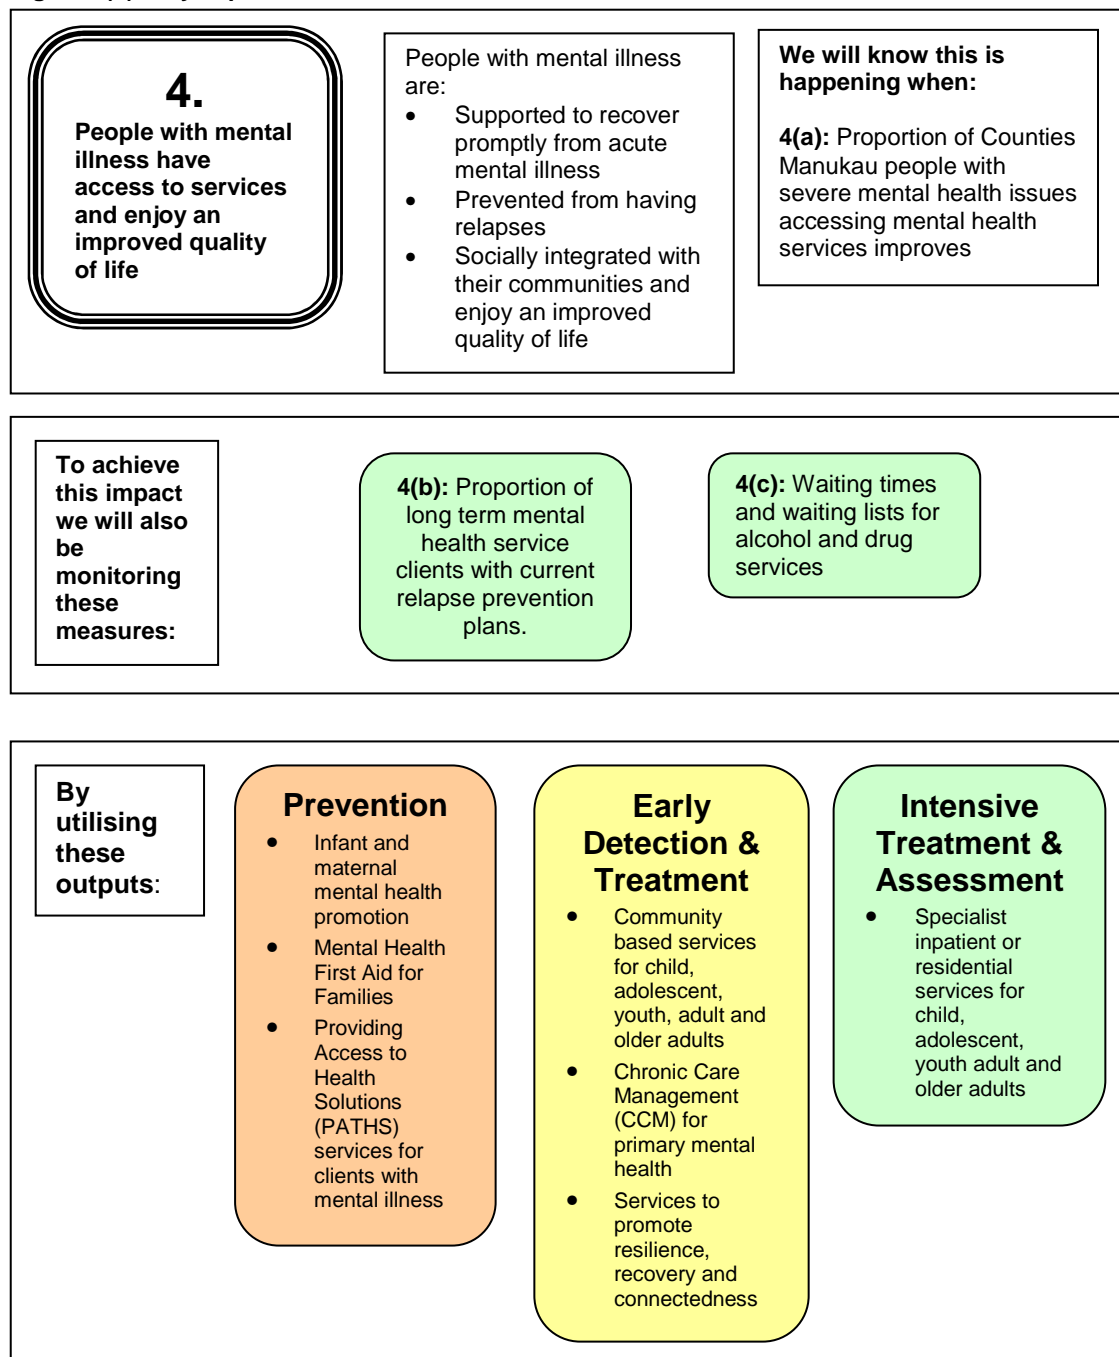 4.
People with mental
illness have
access to services
and enjoy an
improved quality
of life
People with mental illness
are:
• Supported to recover
promptly from acute
mental illness
• Prevented from having
relapses
• Socially integrated with
their communities and
enjoy an improved
quality of life
We will know this is
happening when:
4(a): Proportion of Counties
Manukau people with
severe mental health issues
accessing mental health
services improves
To achieve
this impact
we will also
be
monitoring
these
measures:
4(b): Proportion of
long term mental
health service
clients with current
relapse prevention
plans.
4(c): Waiting times
and waiting lists for
alcohol and drug
services
By
utilising
these
outputs:
Prevention
• Infant and
maternal
mental health
promotion
• Mental Health
First Aid for
Families
• Providing
Access to
Health
Solutions
(PATHS)
services for
clients with
mental illness
Early
Detection &
Treatment
• Community
based services
for child,
adolescent,
youth, adult and
older adults
• Chronic Care
Management
(CCM) for
primary mental
health
• Services to
promote
resilience,
recovery and
connectedness
Intensive
Treatment &
Assessment
• Specialist
inpatient or
residential
services for
child,
adolescent,
youth adult and
older adults